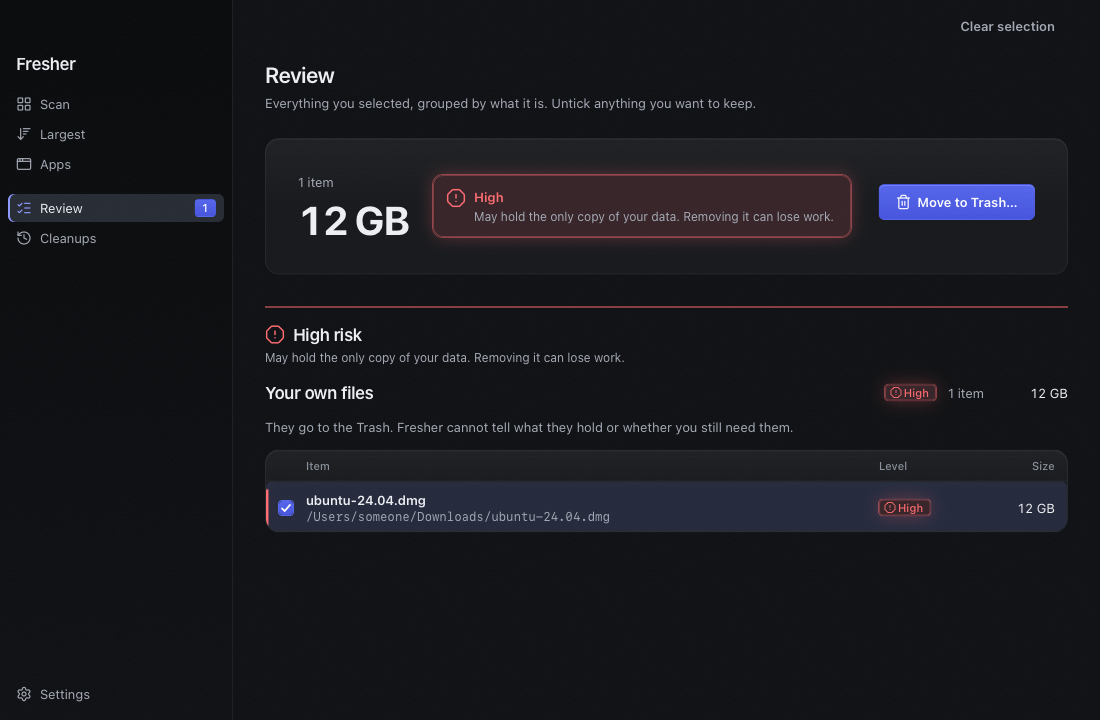 Clear selection
Fresher
Scan
Largest
Apps
Review 1
Cleanups
Settings
Review
Everything you selected, grouped by what it is. Untick anything you want to keep.
1 item
12 GB
High
May hold the only copy of your data. Removing it can lose work.
Move to Trash...
High risk
May hold the only copy of your data. Removing it can lose work.
Your own files High 1 item 12 GB
They go to the Trash. Fresher cannot tell what they hold or whether you still need them.
Item Level Size
ubuntu-24.04.dmg High 12 GB
/Users/someone/Downloads/ubuntu-24.04.dmg